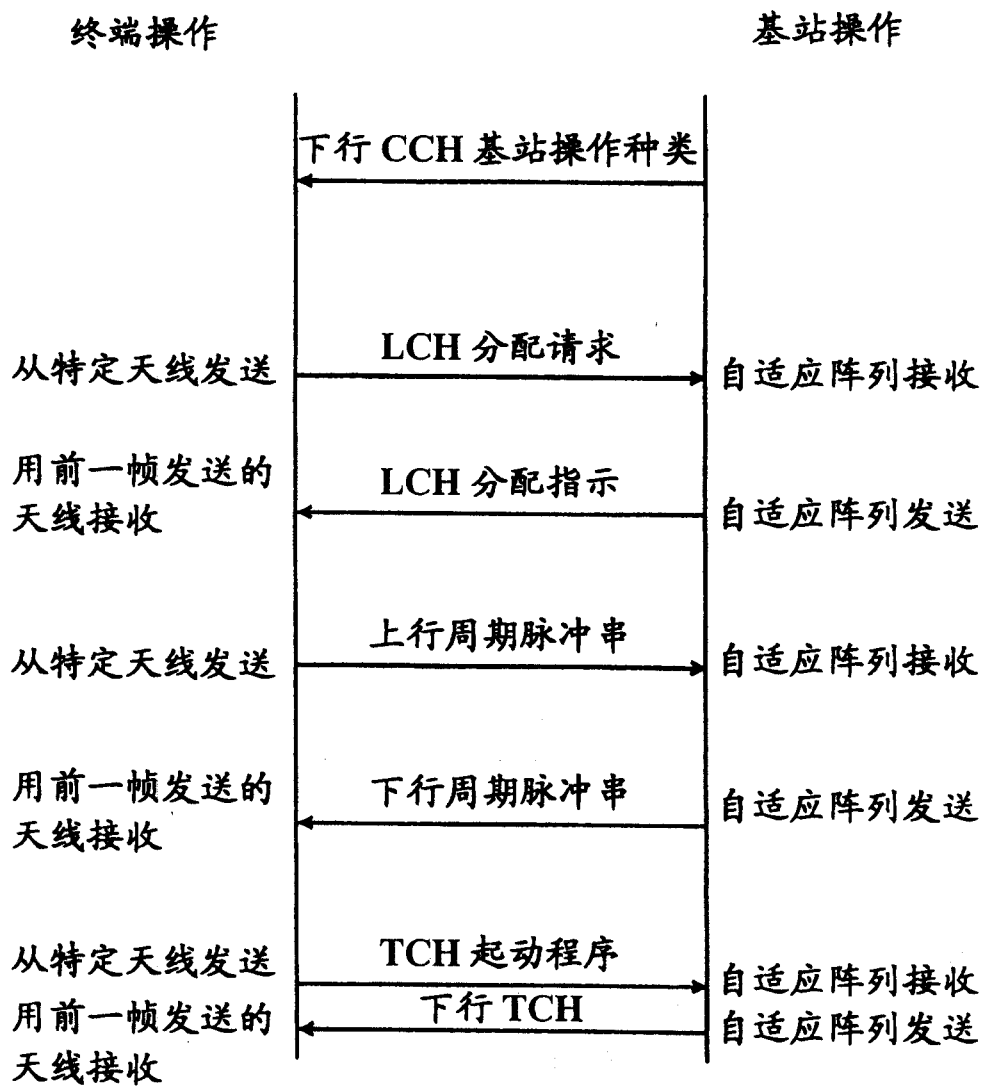 终端操作
基站操作
下行 CCH 基站操作种类
从特定天线发送
LCH 分配请求
自适应阵列接收
用前一帧发送的
天线接收
LCH 分配指示
自适应阵列发送
从特定天线发送
上行周期脉冲串
自适应阵列接收
用前一帧发送的
天线接收
下行周期脉冲串
自适应阵列发送
从特定天线发送
TCH 起动程序
自适应阵列接收
用前一帧发送的
天线接收
下行 TCH
自适应阵列发送